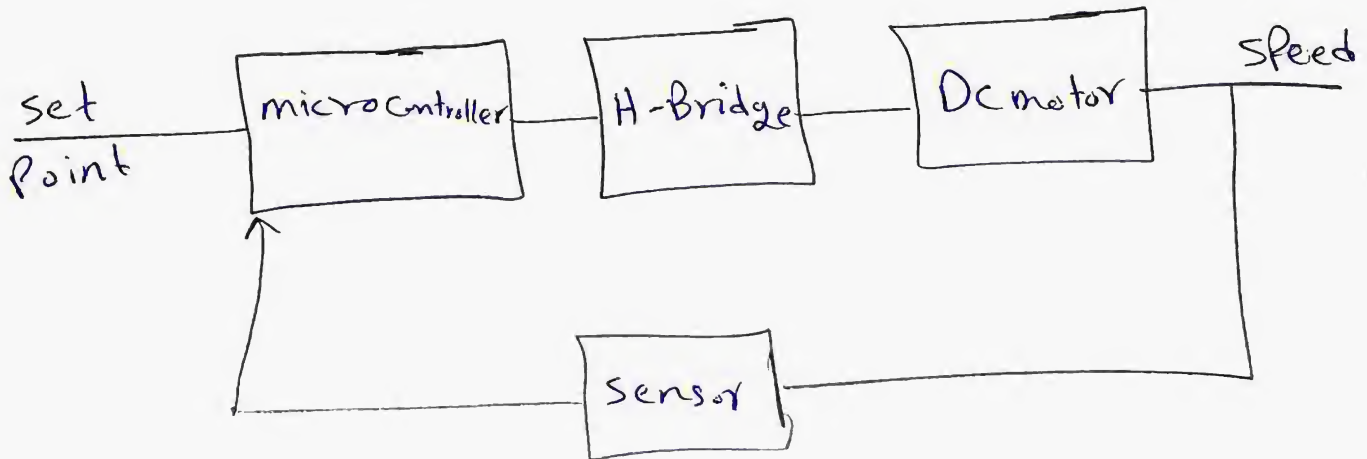 set
Point
microcontroller
H-Bridge
Dc motor
speed
sensor